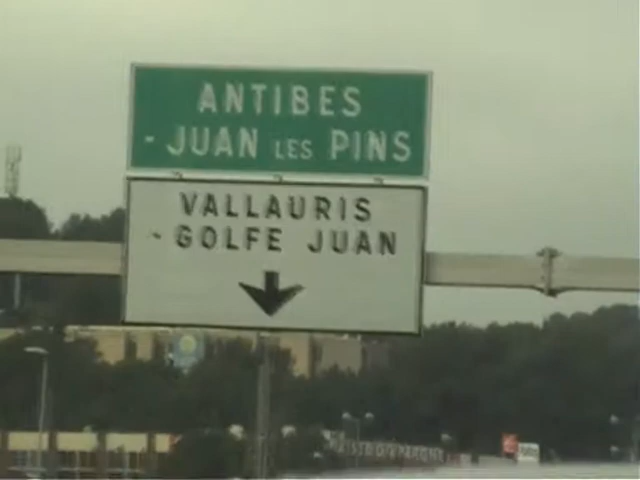 ANTIBES
- JUAN LES PINS
VALLAURIS
- GOLFE JUAN